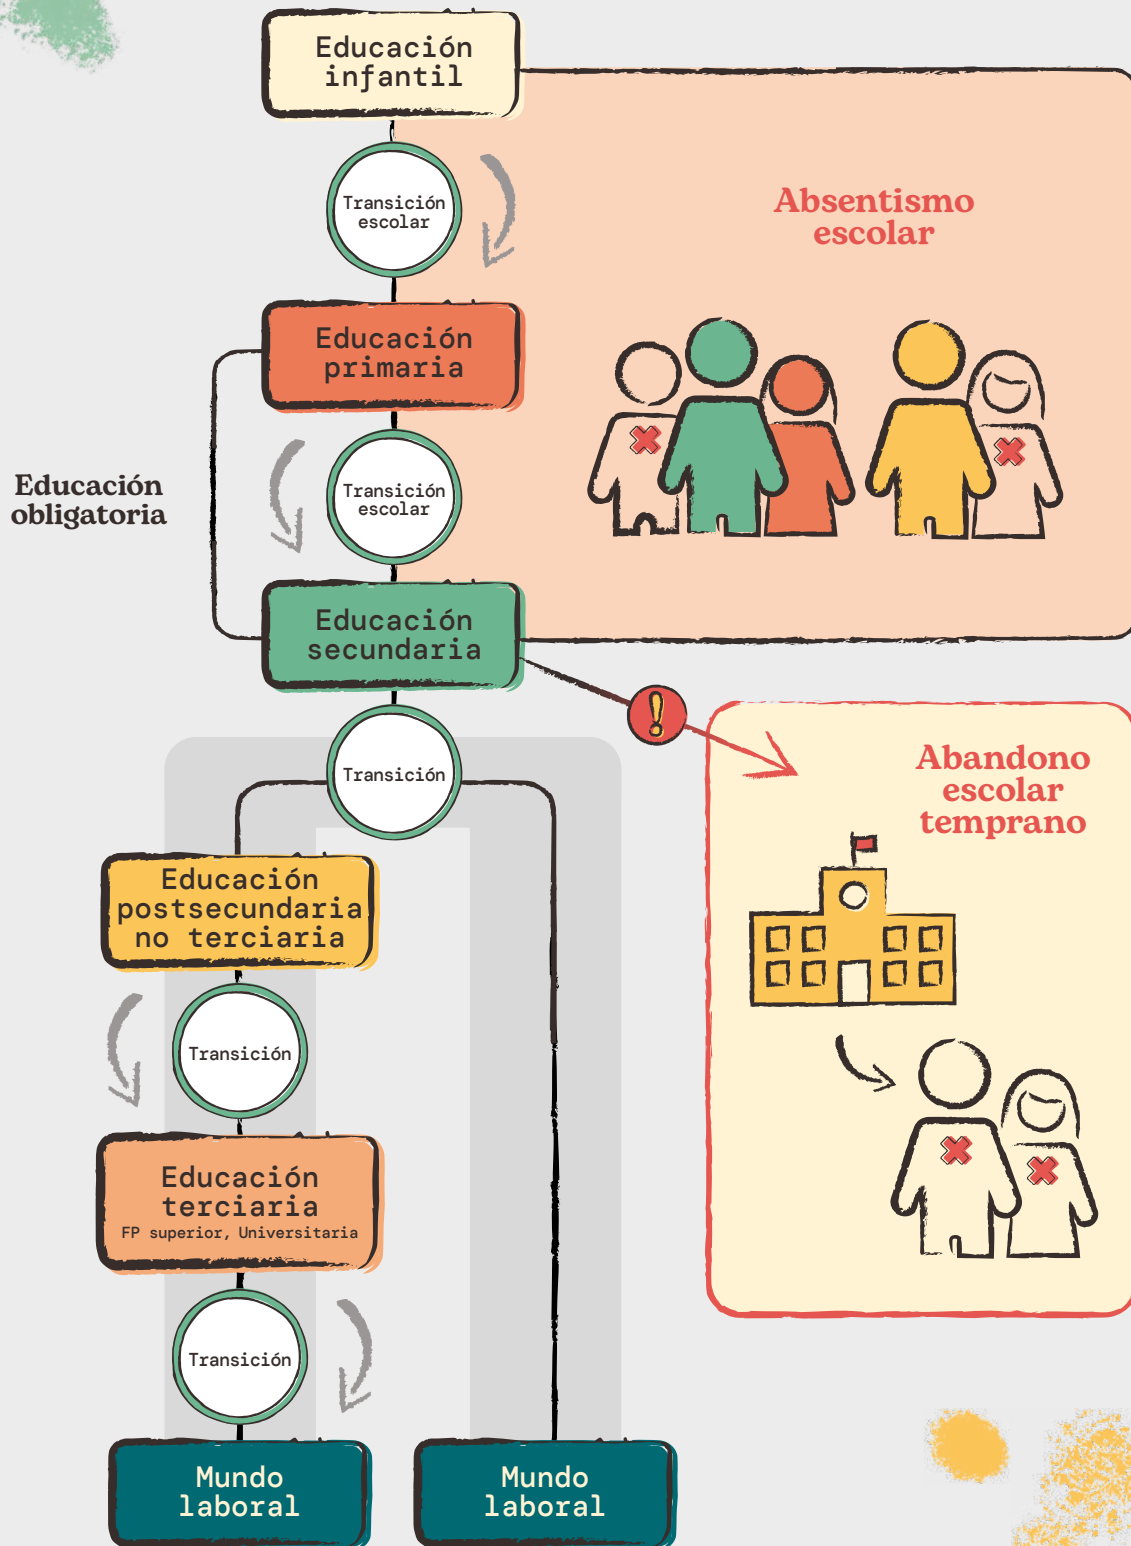 Educación
infantil
Transición
escolar
Absentismo
escolar
Educación
primaria
Transición
escolar
Educación
obligatoria
Educación
secundaria
Transición
Abandono
escolar
temprano
Educación
postsecundaria
no terciaria
Transición
Educación
terciaria
FP superior, Universitaria
Transición
Mundo
laboral
Mundo
laboral